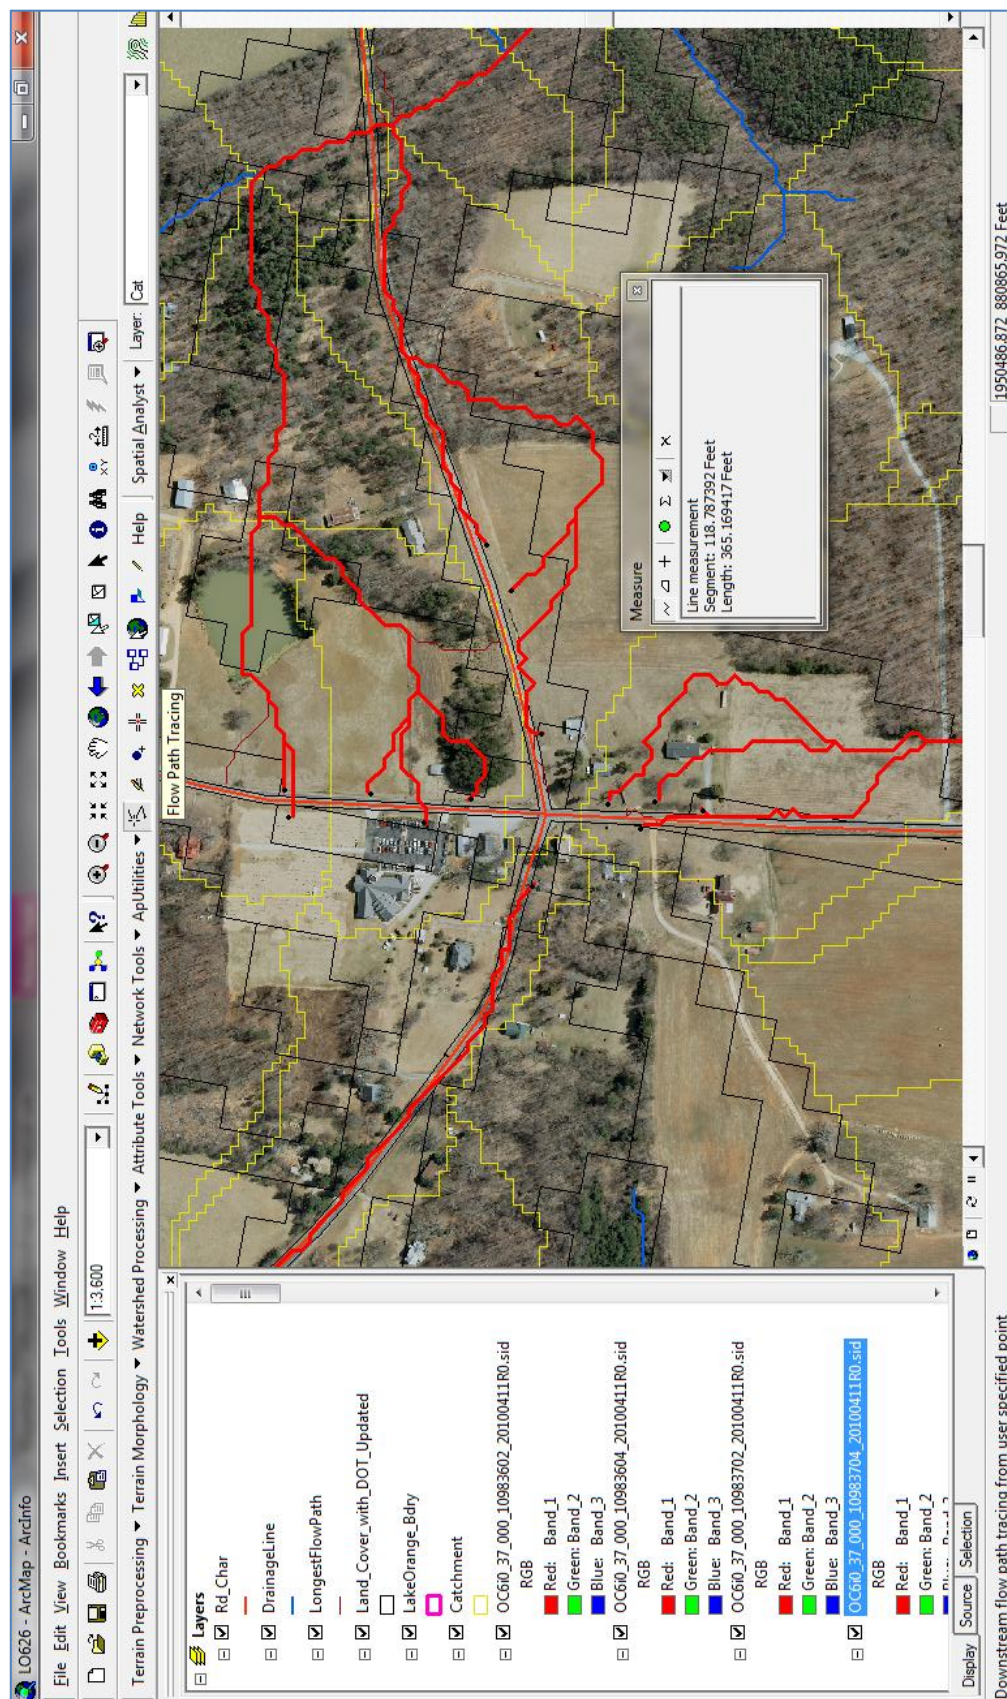 LO626 - ArcMap - ArcInfo
File Edit View Bookmarks Insert Selection Tools Window Help
1:3,600
Terrain Preprocessing Terrain Morphology Watershed Processing Attribute Tools Network Tools ApUtilities Help Spatial Analyst Layer: Cat
Flow Path Tracing
Layers
Rd_Char
DrainageLine
LongestFlowPath
Land_Cover_with_DOT_Updated
LakeOrange_Bdry
Catchment
OC6i0_37_000_10983602_20100411R0.sid
RGB
Red: Band_1
Green: Band_2
Blue: Band_3
OC6i0_37_000_10983604_20100411R0.sid
RGB
Red: Band_1
Green: Band_2
Blue: Band_3
OC6i0_37_000_10983702_20100411R0.sid
RGB
Red: Band_1
Green: Band_2
Blue: Band_3
OC6i0_37_000_10983704_20100411R0.sid
RGB
Red: Band_1
Green: Band_2
Display Source Selection
Measure
Line measurement
Segment: 118.787392 Feet
Length: 365.169417 Feet
Downstream flow path tracing from user specified point
1950486.872 880865.972 Feet